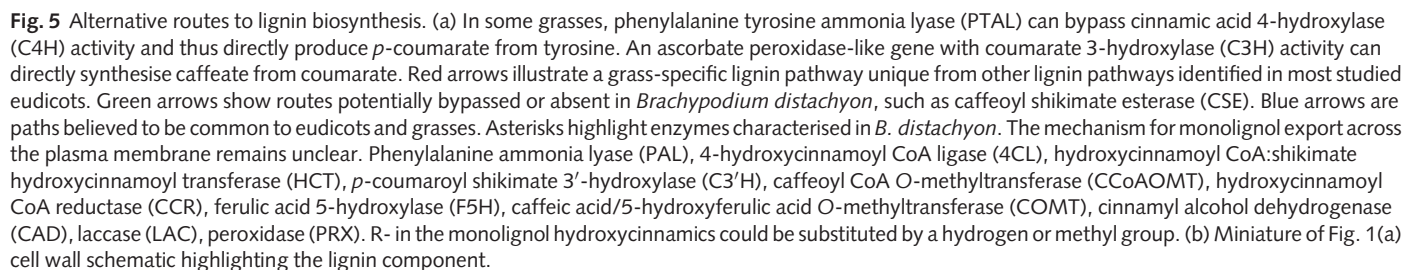 Fig. 5 Alternative routes to lignin biosynthesis. (a) In some grasses, phenylalanine tyrosine ammonia lyase (PTAL) can bypass cinnamic acid 4-hydroxylase
(C4H) activity and thus directly produce p-coumarate from tyrosine. An ascorbate peroxidase-like gene with coumarate 3-hydroxylase (C3H) activity can
directly synthesise caffeate from coumarate. Red arrows illustrate a grass-specific lignin pathway unique from other lignin pathways identified in most studied
eudicots. Green arrows show routes potentially bypassed or absent in Brachypodium distachyon, such as caffeoyl shikimate esterase (CSE). Blue arrows are
paths believed to be common to eudicots and grasses. Asterisks highlight enzymes characterised in B. distachyon. The mechanism for monolignol export across
the plasma membrane remains unclear. Phenylalanine ammonia lyase (PAL), 4-hydroxycinnamoyl CoA ligase (4CL), hydroxycinnamoyl CoA:shikimate
hydroxycinnamoyl transferase (HCT), p-coumaroyl shikimate 3′-hydroxylase (C3′H), caffeoyl CoA O-methyltransferase (CCoAOMT), hydroxycinnamoyl
CoA reductase (CCR), ferulic acid 5-hydroxylase (F5H), caffeic acid/5-hydroxyferulic acid O-methyltransferase (COMT), cinnamyl alcohol dehydrogenase
(CAD), laccase (LAC), peroxidase (PRX). R- in the monolignol hydroxycinnamics could be substituted by a hydrogen or methyl group. (b) Miniature of Fig. 1(a)
cell wall schematic highlighting the lignin component.